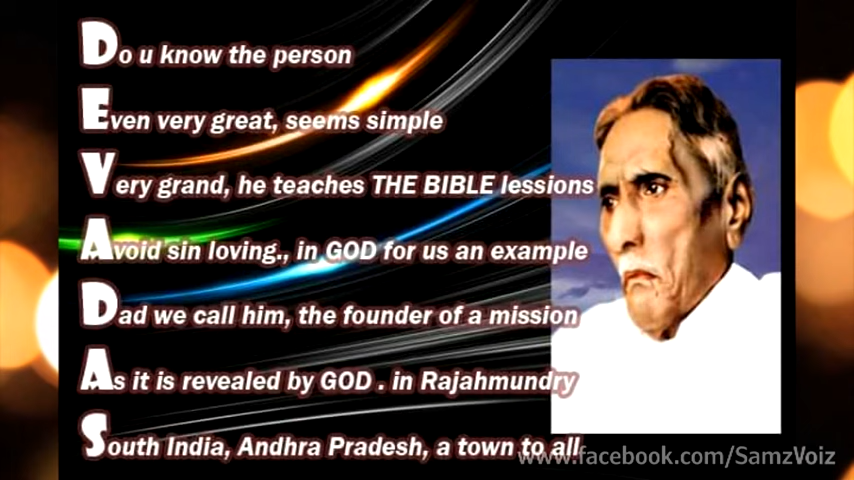 Do u know the person
Even very great, seems simple
Very grand, he teaches THE BIBLE lessions
Avoid sin loving., in GOD for us an example
Dad we call him, the founder of a mission
As it is revealed by GOD . in Rajahmundry
South India, Andhra Pradesh, a town to all
www.facebook.com/SamzVoiz